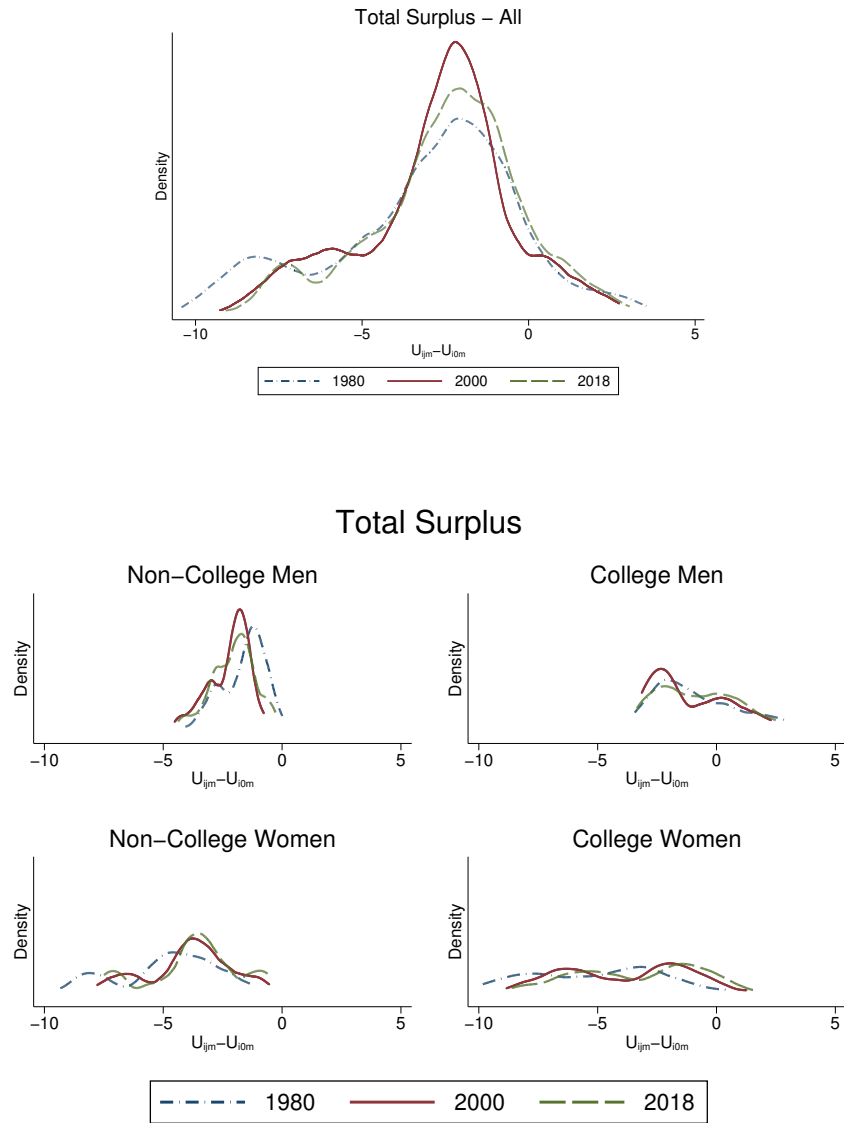 Total Surplus − All
Density
−10 −5 0 5
Uijm−Ui0m
1980 2000 2018
Total Surplus
Non−College Men
Density
−10 −5 0 5
Uijm−Ui0m
College Men
Density
−10 −5 0 5
Uijm−Ui0m
Non−College Women
Density
−10 −5 0 5
Uijm−Ui0m
College Women
Density
−10 −5 0 5
Uijm−Ui0m
1980 2000 2018